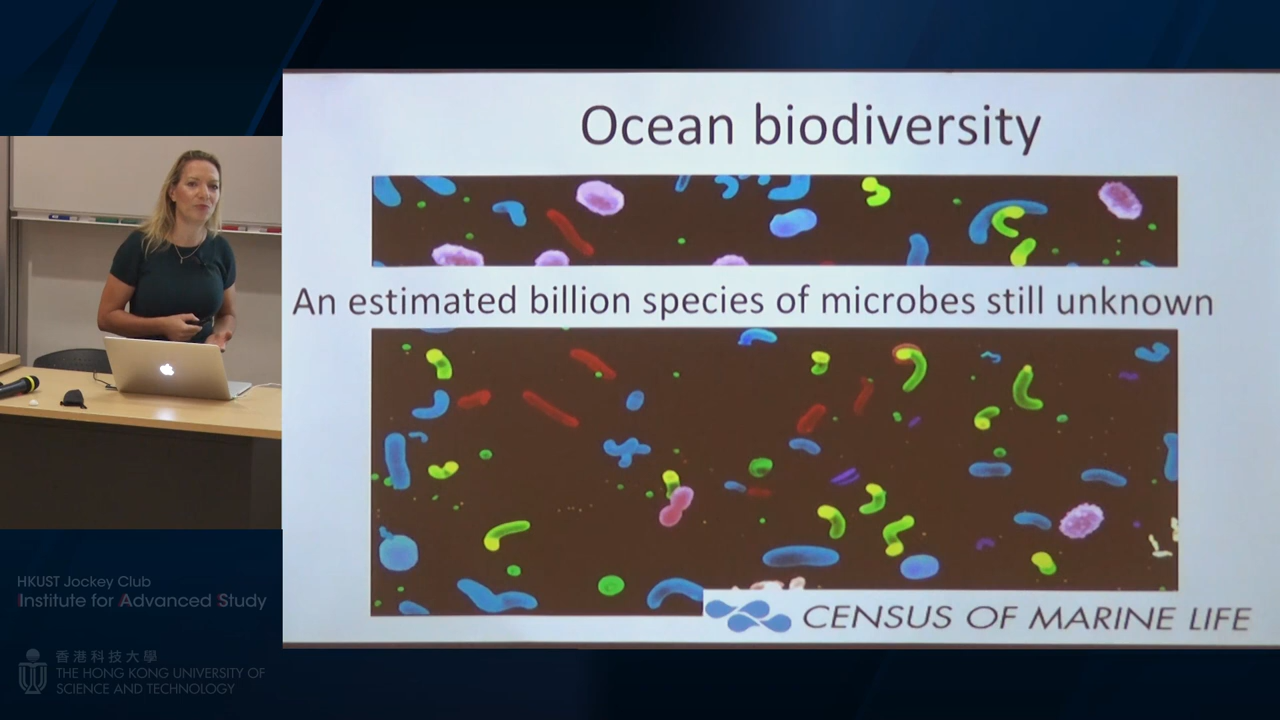 Ocean biodiversity
An estimated billion species of microbes still unknown
CENSUS OF MARINE LIFE
HKUST Jockey Club
Institute for Advanced Study
香港科技大學
THE HONG KONG UNIVERSITY OF
SCIENCE AND TECHNOLOGY